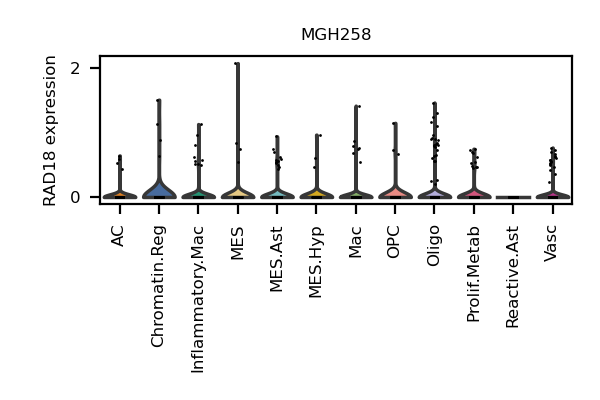 MGH258
RAD18 expression
2
0
AC
Chromatin.Reg
Inflammatory.Mac
MES
MES.Ast
MES.Hyp
Mac
OPC
Oligo
Prolif.Metab
Reactive.Ast
Vasc